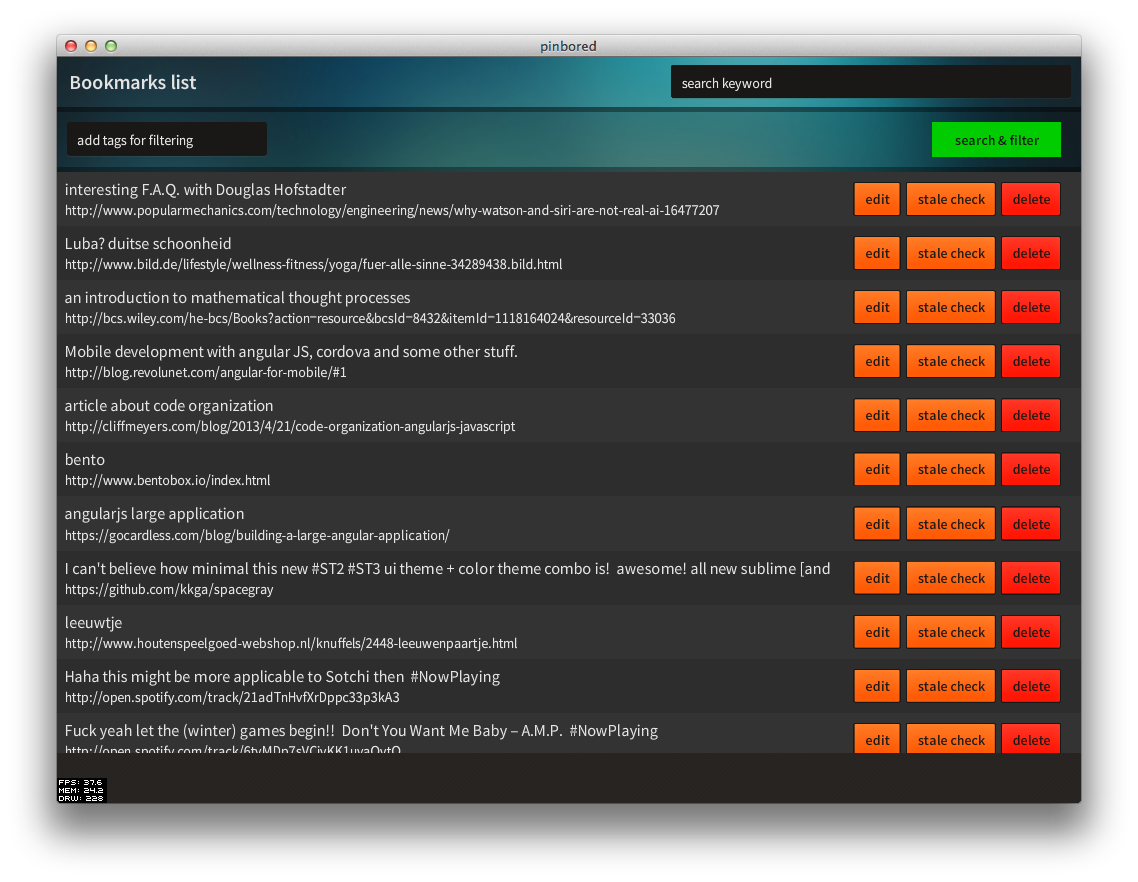 pinbored
Bookmarks list
search keyword
add tags for filtering
search & filter
interesting F.A.Q. with Douglas Hofstadter
http://www.popularmechanics.com/technology/engineering/news/why-watson-and-siri-are-not-real-ai-16477207
edit stale check delete
Luba? duitse schoonheid
http://www.bild.de/lifestyle/wellness-fitness/yoga/fuer-alle-sinne-34289438.bild.html
edit stale check delete
an introduction to mathematical thought processes
http://bcs.wiley.com/he-bcs/Books?action=resource&bcsId=8432&itemId=1118164024&resourceId=33036
edit stale check delete
Mobile development with angular JS, cordova and some other stuff.
http://blog.revolunet.com/angular-for-mobile/#1
edit stale check delete
article about code organization
http://cliffmeyers.com/blog/2013/4/21/code-organization-angularjs-javascript
edit stale check delete
bento
http://www.bentobox.io/index.html
edit stale check delete
angularjs large application
https://gocardless.com/blog/building-a-large-angular-application/
edit stale check delete
I can't believe how minimal this new #ST2 #ST3 ui theme + color theme combo is!  awesome! all new sublime [and
https://github.com/kkga/spacegray
edit stale check delete
leeuwtje
http://www.houtenspeelgoed-webshop.nl/knuffels/2448-leeuwenpaartje.html
edit stale check delete
Haha this might be more applicable to Sotchi then  #NowPlaying
http://open.spotify.com/track/21adTnHvfXrDppc33p3kA3
edit stale check delete
Fuck yeah let the (winter) games begin!!  Don't You Want Me Baby – A.M.P.  #NowPlaying
edit stale check delete
FPS: 37.6
MEM: 24.2
DRW: 228